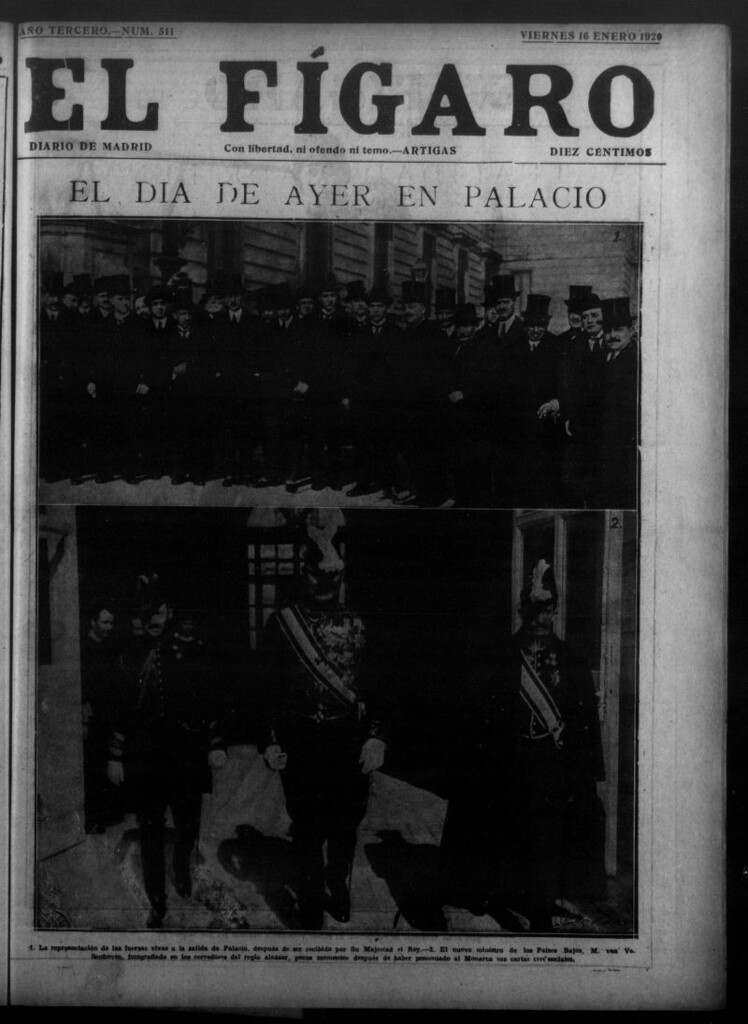 AÑO TERCERO.—NUM. 511
VIERNES 16 ENERO 1920
EL FÍGARO
DIARIO DE MADRID
Con libertad, ni ofendo ni temo.—ARTIGAS
DIEZ CÉNTIMOS
EL DIA DE AYER EN PALACIO
1.
2.
1. La representación de las fuerzas vivas a la salida de Palacio, después de ser recibida por Su Majestad el Rey.—2. El nuevo ministro de los Países Bajos, M. van
fotografiado en los corredores del regio alcázar, pocos momentos después de haber presentado al Monarca sus cartas